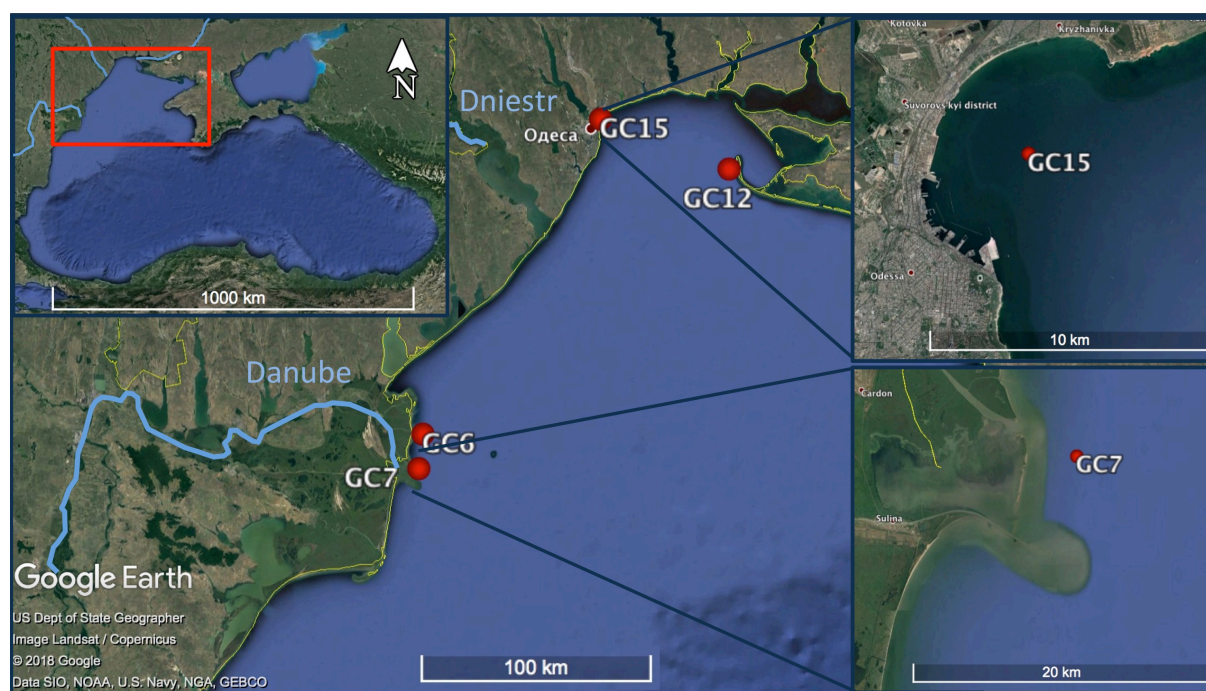 N
1000 km
Dniestr
Одеса
GC15
GC12
Kotovka
Kryzhanivka
Suvorovs'kyi district
GC15
Odessa
10 km
Danube
GC6
GC7
Cardon
GC7
Sulina
20 km
Google Earth
US Dept of State Geographer
Image Landsat / Copernicus
© 2018 Google
Data SIO, NOAA, U.S. Navy, NGA, GEBCO
100 km